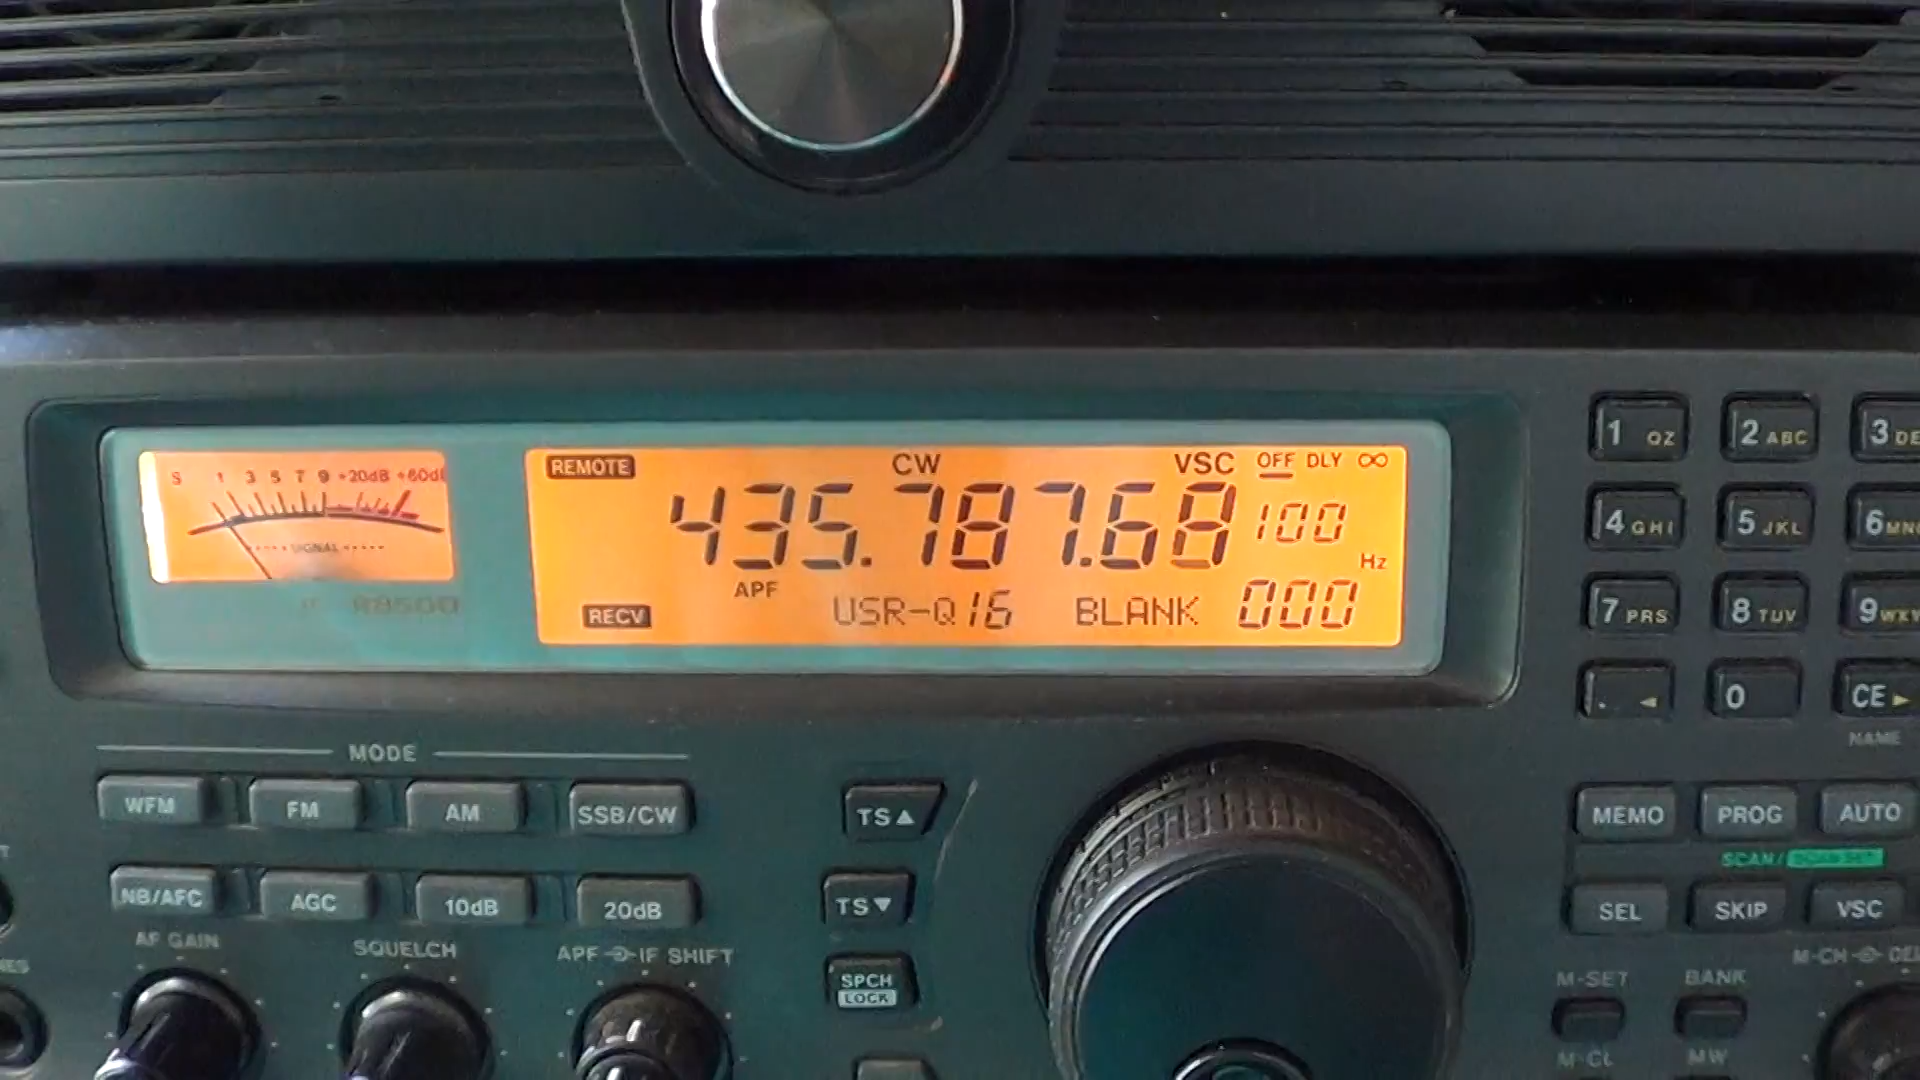 S 1 3 5 7 9 +20dB +60dB
SIGNAL
R8500
REMOTE CW VSC OFF DLY ∞
435.787.68 100
Hz
APF
RECV USR-Q16 BLANK 000
1 QZ 2 ABC 3 DE
4 GHI 5 JKL 6 MNO
7 PRS 8 TUV 9 WXY
. ◄ 0 CE ►
NAME
MODE
WFM FM AM SSB/CW
NB/AFC AGC 10dB 20dB
TS ▲
TS ▼
SPCH
LOCK
AF GAIN SQUELCH APF IF SHIFT
MEMO PROG AUTO
SCAN/
SEL SKIP VSC
M-CH DEL
M-SET BANK
M-CL MW